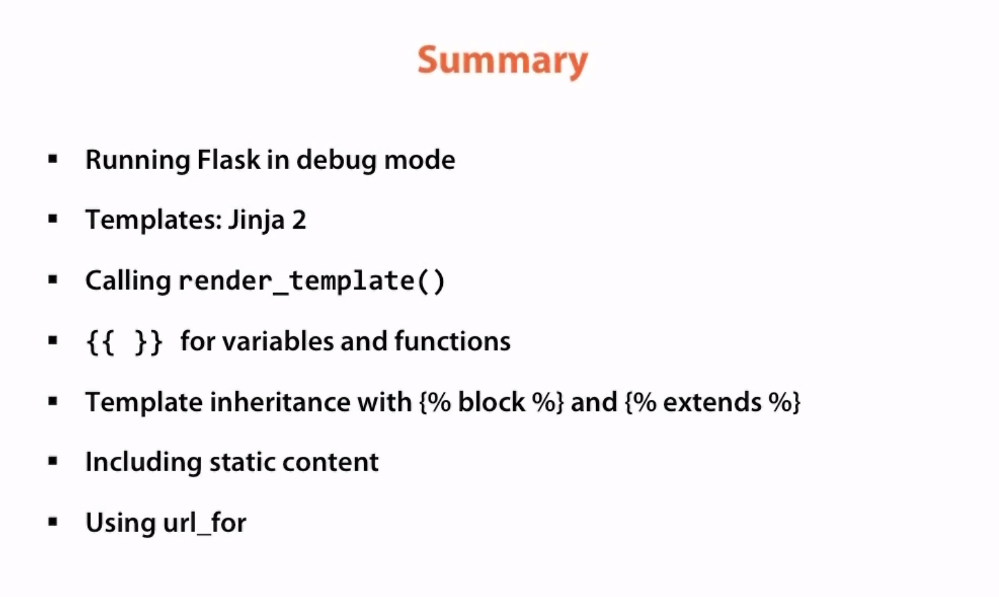 Summary
▪ Running Flask in debug mode
▪ Templates: Jinja 2
▪ Calling render_template()
▪ {{ }} for variables and functions
▪ Template inheritance with {% block %} and {% extends %}
▪ Including static content
▪ Using url_for